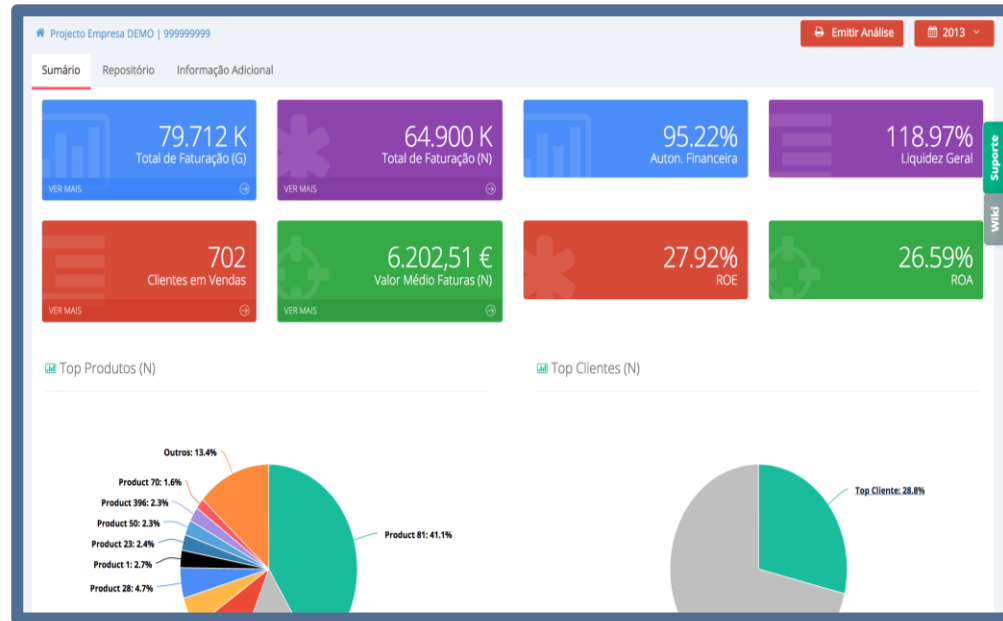 Projecto Empresa DEMO | 999999999
Emitir Análise
2013
Sumário
Repositório
Informação Adicional
79.712 K
Total de Faturação (G)
VER MAIS
64.900 K
Total de Faturação (N)
VER MAIS
95.22%
Auton. Financeira
118.97%
Liquidez Geral
Suporte
Wiki
702
Clientes em Vendas
VER MAIS
6.202,51 €
Valor Médio Faturas (N)
VER MAIS
27.92%
ROE
26.59%
ROA
Top Produtos (N)
Outros: 13.4%
Product 70: 1.6%
Product 396: 2.3%
Product 50: 2.3%
Product 23: 2.4%
Product 1: 2.7%
Product 28: 4.7%
Product 81: 41.1%
Top Clientes (N)
Top Cliente: 28.8%